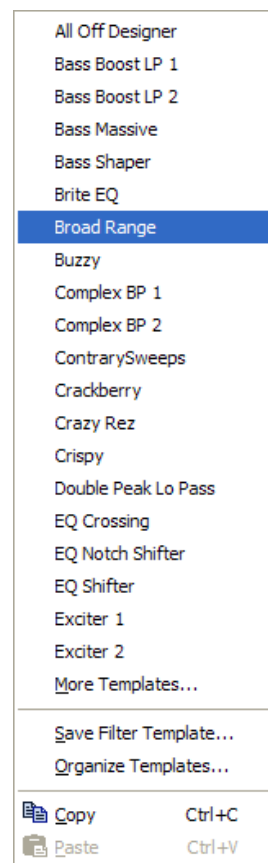 All Off Designer
Bass Boost LP 1
Bass Boost LP 2
Bass Massive
Bass Shaper
Brite EQ
Broad Range
Buzzy
Complex BP 1
Complex BP 2
ContrarySweeps
Crackberry
Crazy Rez
Crispy
Double Peak Lo Pass
EQ Crossing
EQ Notch Shifter
EQ Shifter
Exciter 1
Exciter 2
More Templates...
Save Filter Template...
Organize Templates...
Copy Ctrl+C
Paste Ctrl+V